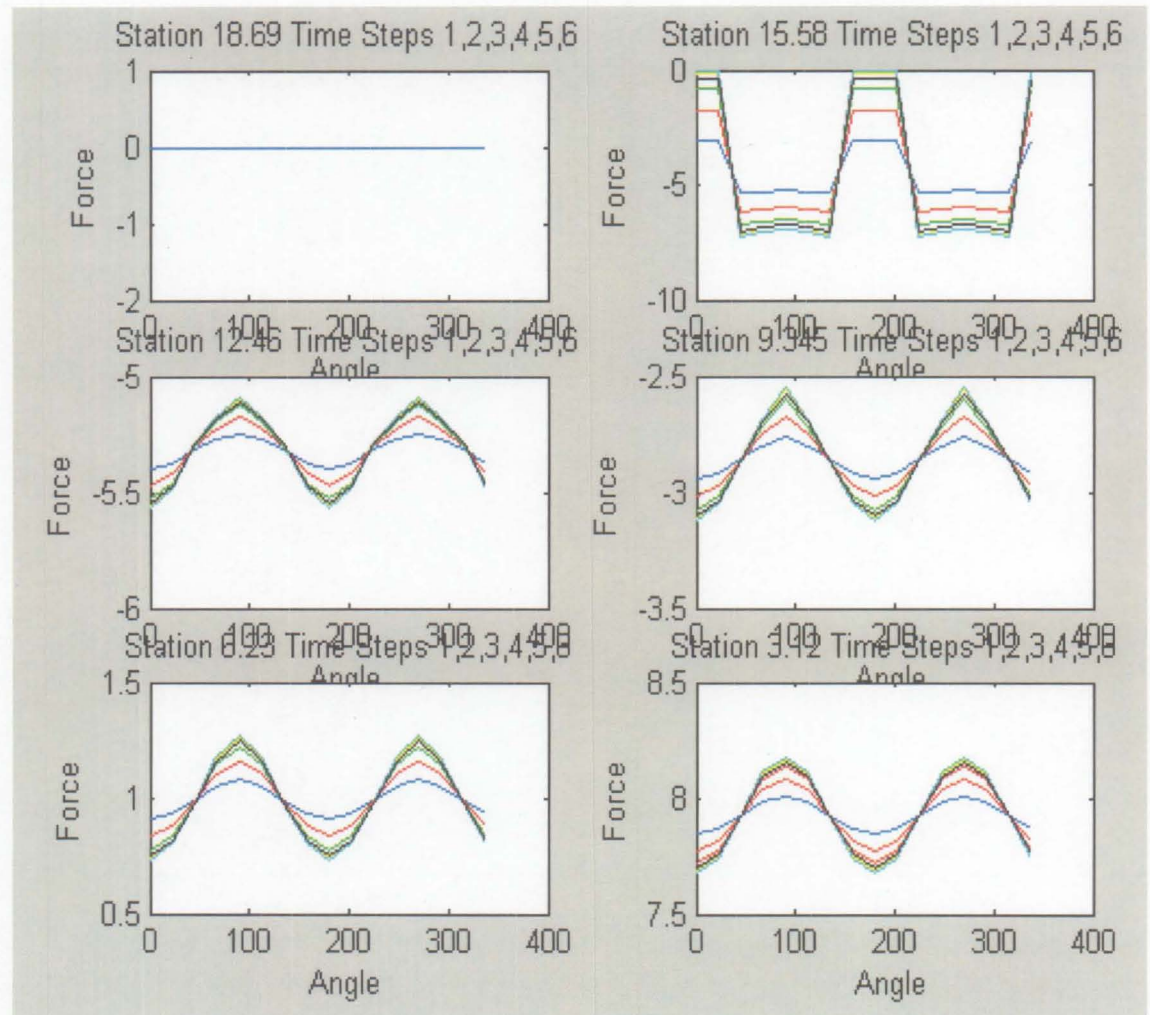 Station 18.69 Time Steps 1,2,3,4,5,6
1
0
-1
-2
Force
0 100 200 300 400
Angle
Station 15.58 Time Steps 1,2,3,4,5,6
0
-5
-10
Force
0 100 200 300 400
Angle
Station 12.46 Time Steps 1,2,3,4,5,6
-5
-5.5
-6
Force
0 100 200 300 400
Angle
Station 9.345 Time Steps 1,2,3,4,5,6
-2.5
-3
-3.5
Force
0 100 200 300 400
Angle
Station 6.23 Time Steps 1,2,3,4,5,6
1.5
1
0.5
Force
0 100 200 300 400
Angle
Station 3.12 Time Steps 1,2,3,4,5,6
8.5
8
7.5
Force
0 100 200 300 400
Angle